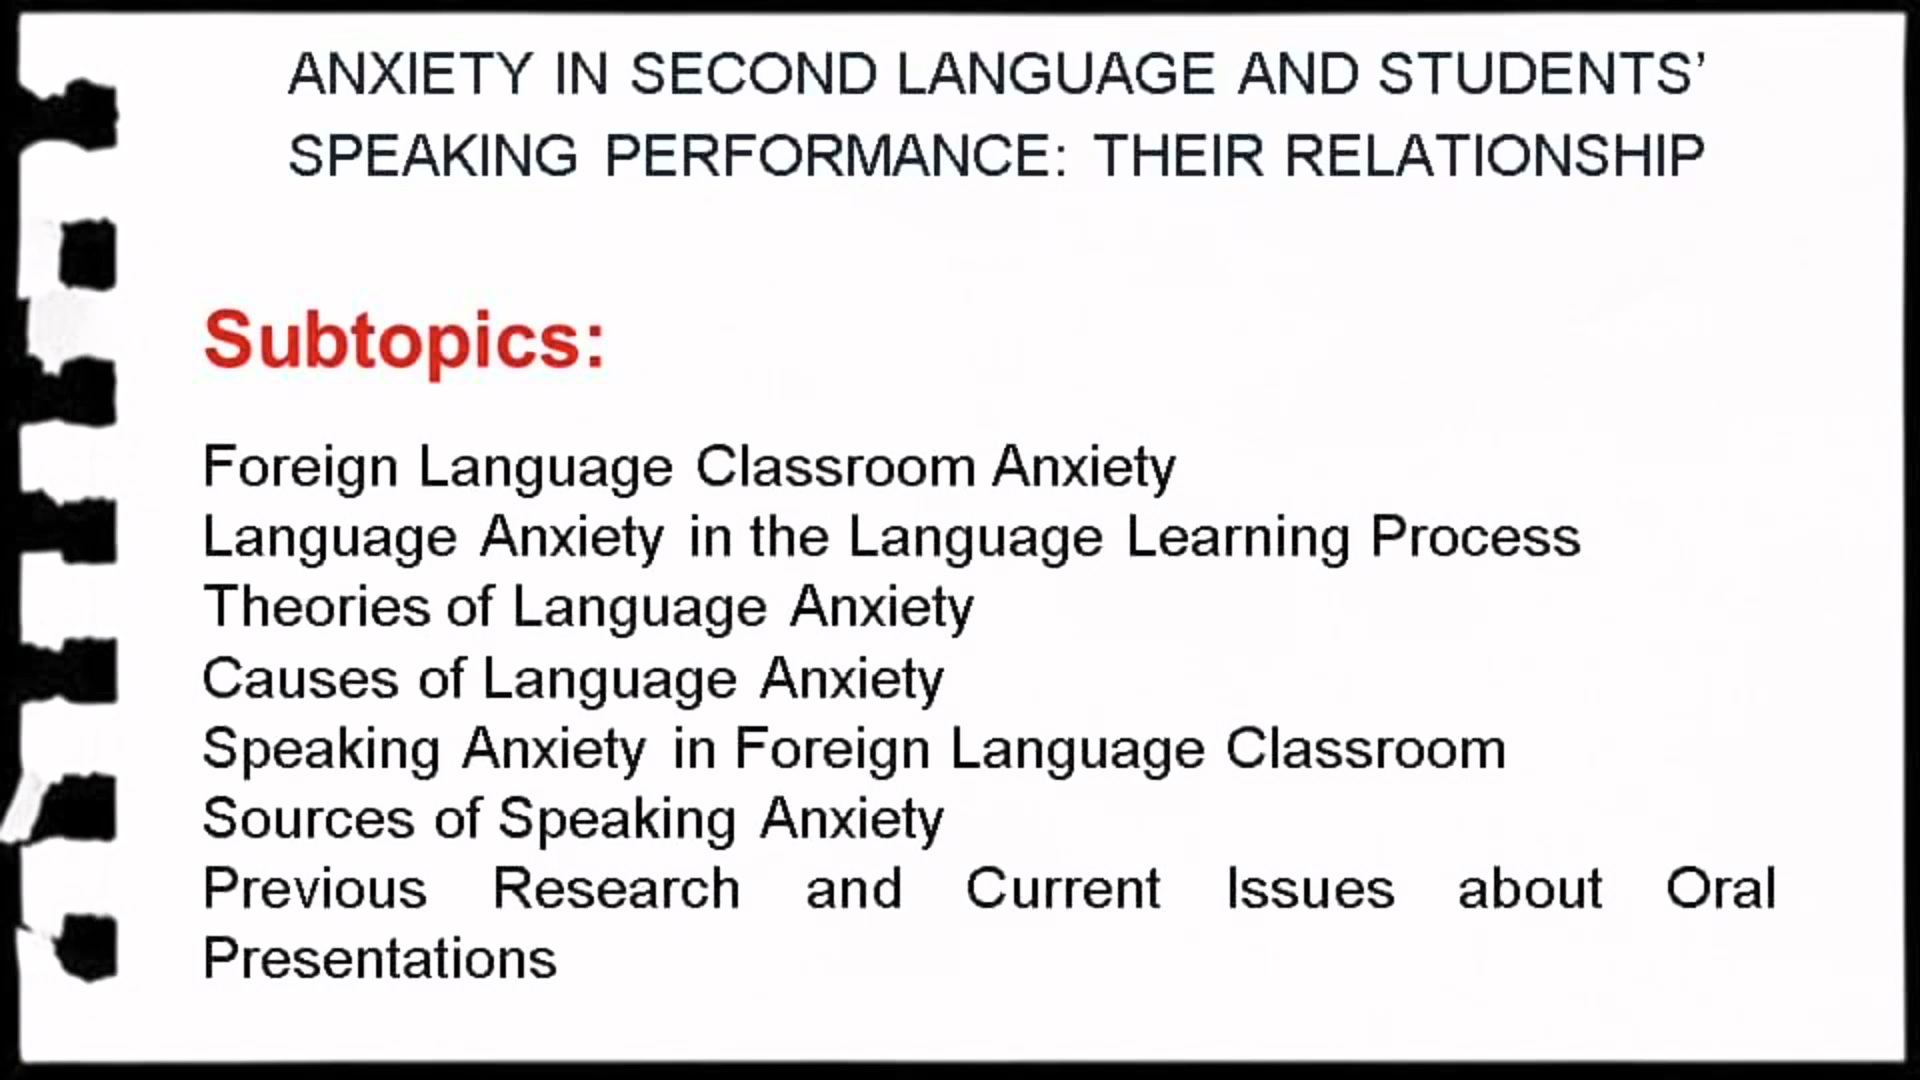 ANXIETY IN SECOND LANGUAGE AND STUDENTS’
SPEAKING PERFORMANCE: THEIR RELATIONSHIP
Subtopics:
Foreign Language Classroom Anxiety
Language Anxiety in the Language Learning Process
Theories of Language Anxiety
Causes of Language Anxiety
Speaking Anxiety in Foreign Language Classroom
Sources of Speaking Anxiety
Previous Research and Current Issues about Oral
Presentations